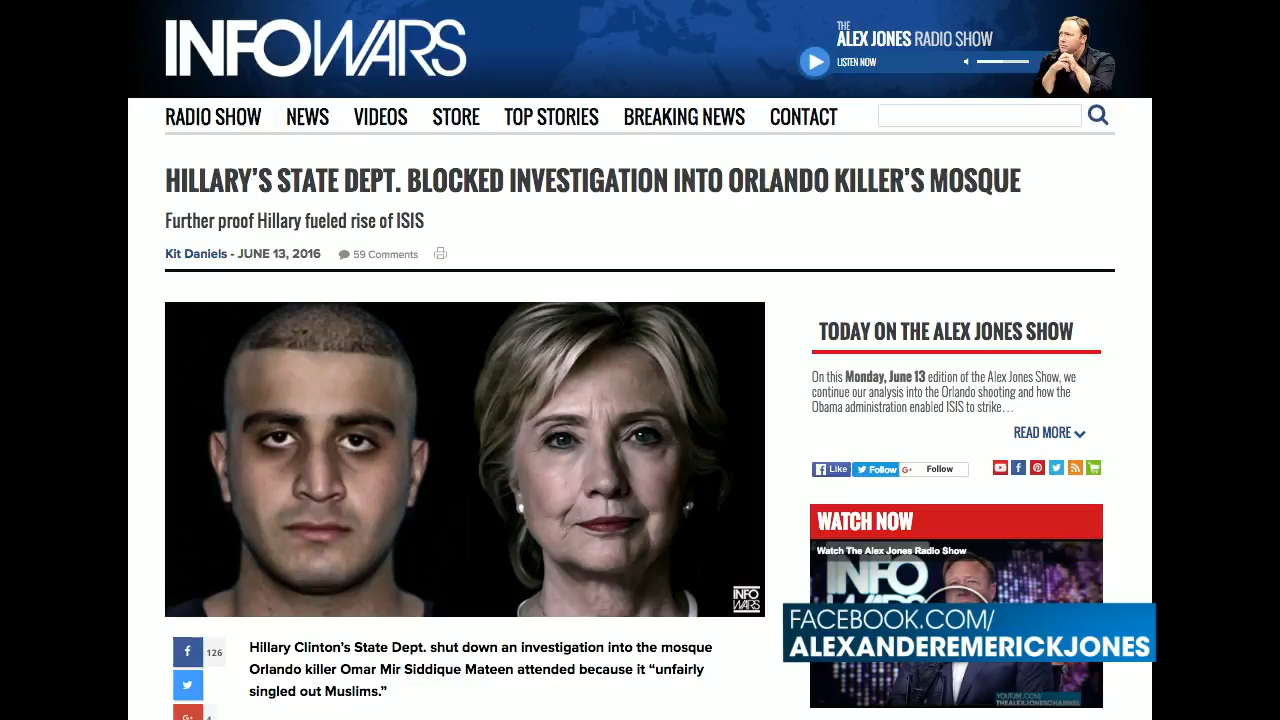 INFOWARS
THE
ALEX JONES RADIO SHOW
LISTEN NOW
RADIO SHOW NEWS VIDEOS STORE TOP STORIES BREAKING NEWS CONTACT
HILLARY'S STATE DEPT. BLOCKED INVESTIGATION INTO ORLANDO KILLER'S MOSQUE
Further proof Hillary fueled rise of ISIS
Kit Daniels - JUNE 13, 2016 59 Comments
INFO
WARS
126
Hillary Clinton's State Dept. shut down an investigation into the mosque
Orlando killer Omar Mir Siddique Mateen attended because it “unfairly
singled out Muslims.”
G+ 4
TODAY ON THE ALEX JONES SHOW
On this Monday, June 13 edition of the Alex Jones Show, we
continue our analysis into the Orlando shooting and how the
Obama administration enabled ISIS to strike…
READ MORE
Like Follow G+ Follow
WATCH NOW
Watch The Alex Jones Radio Show
INFO
WARS
FACEBOOK.COM/
ALEXANDEREMERICKJONES
YOUTUBE.COM/
THEALEXJONESCHANNEL